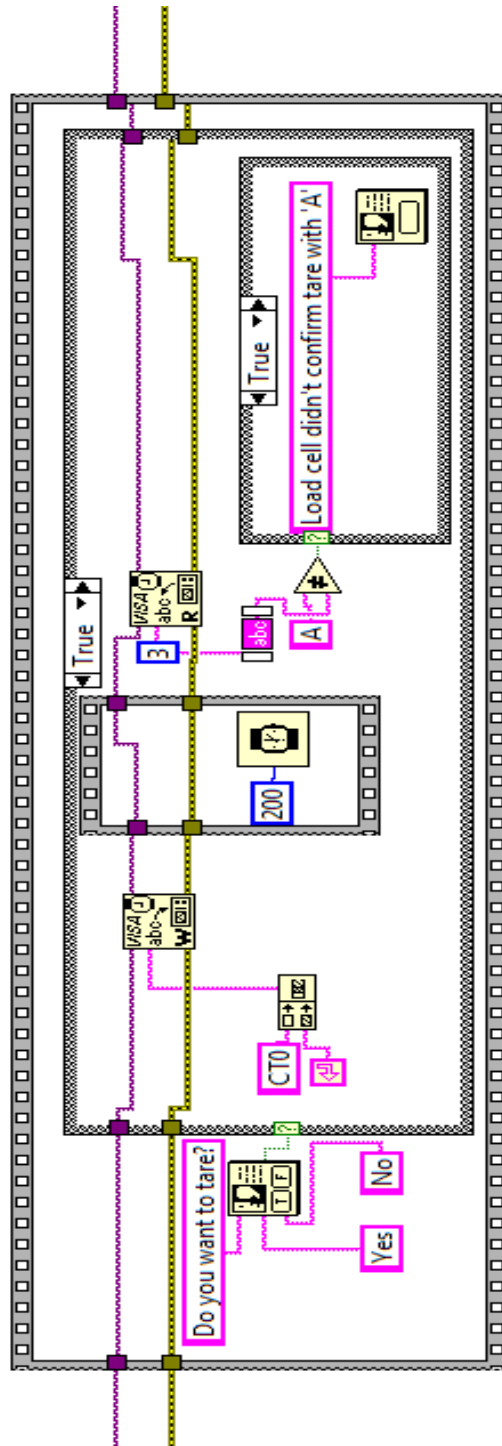 Do you want to tare?
T F
Yes
No
True
CT0
VISA
abc
W
200
VISA
abc
R
3
abc
A
True
Load cell didn't confirm tare with 'A'